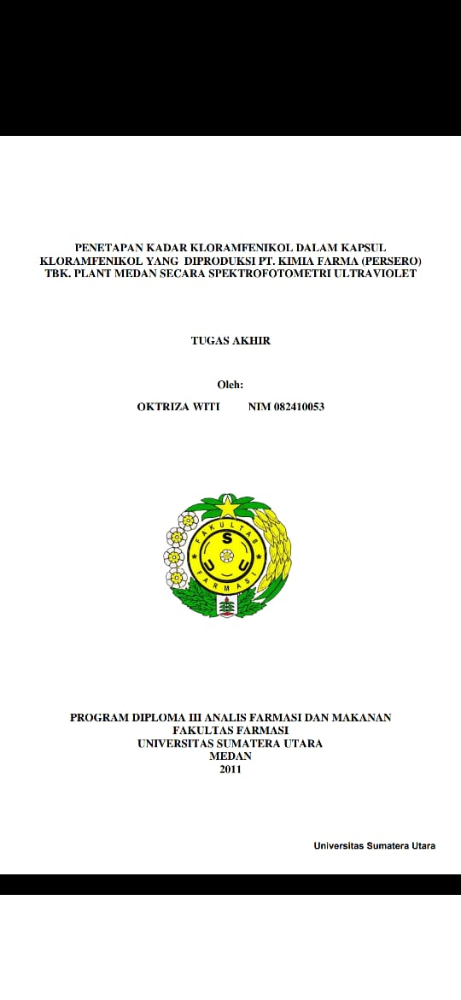 PENETAPAN KADAR KLORAMFENIKOL DALAM KAPSUL
KLORAMFENIKOL YANG DIPRODUKSI PT. KIMIA FARMA (PERSERO)
TBK. PLANT MEDAN SECARA SPEKTROFOTOMETRI ULTRAVIOLET
TUGAS AKHIR
Oleh:
OKTRIZA WITI NIM 082410053
FAKULTAS
USU
FARMASI
PROGRAM DIPLOMA III ANALIS FARMASI DAN MAKANAN
FAKULTAS FARMASI
UNIVERSITAS SUMATERA UTARA
MEDAN
2011
Universitas Sumatera Utara